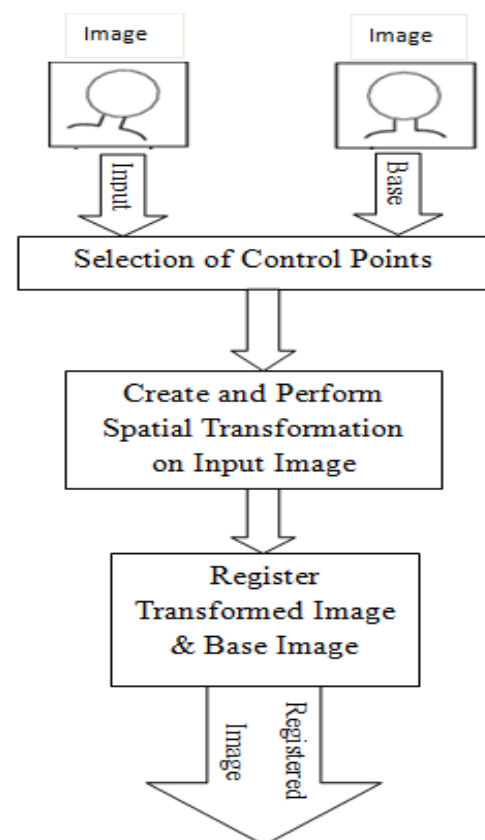 Image
Image
Input
Base
Selection of Control Points
Create and Perform
Spatial Transformation
on Input Image
Register
Transformed Image
& Base Image
Registered
Image